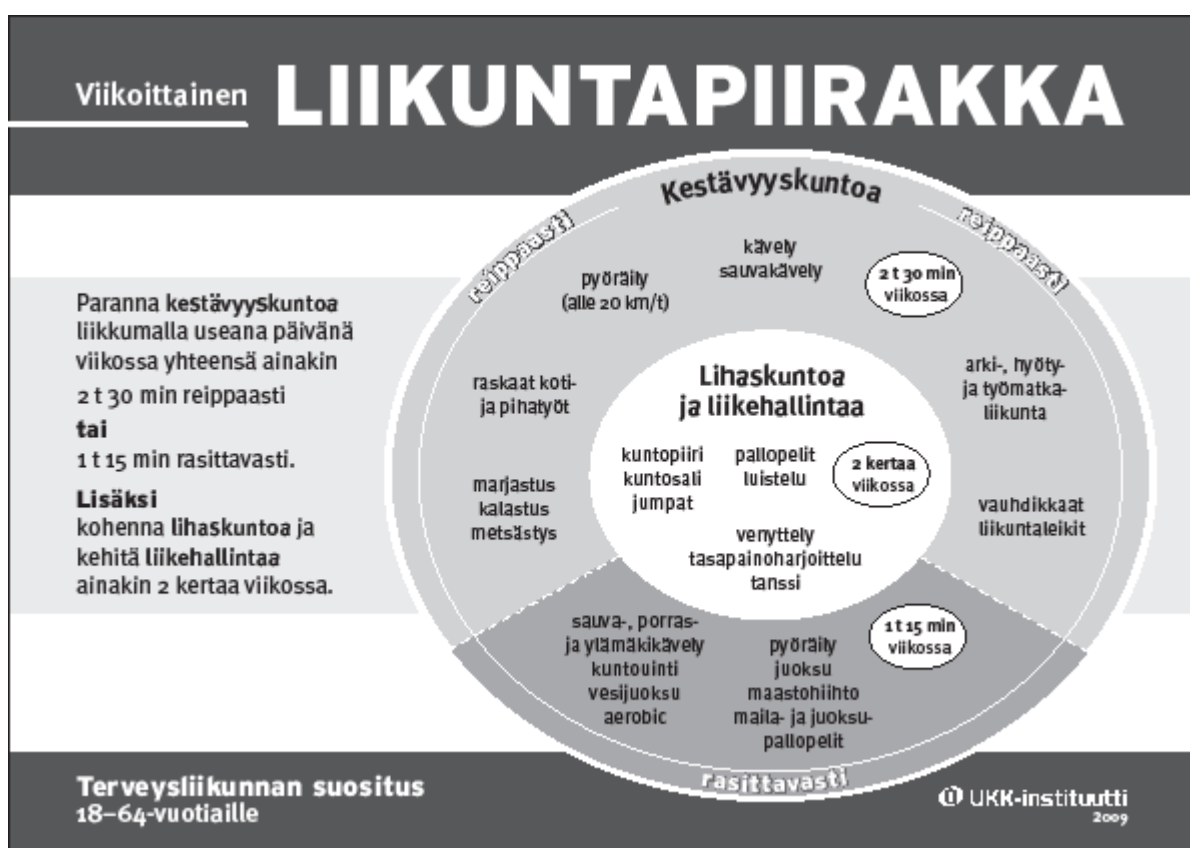 Viikoittainen LIIKUNTAPIIRAKKA
Paranna kestävyyskuntoa
liikkumalla useana päivänä
viikossa yhteensä ainakin
2 t 30 min reippaasti
tai
1 t 15 min rasittavasti.
Lisäksi
kohenna lihaskuntoa ja
kehitä liikehallintaa
ainakin 2 kertaa viikossa.
Kestävyyskuntoa
reippaasti
reippaasti
kävely
sauvakävely
2 t 30 min
viikossa
pyöräily
(alle 20 km/t)
raskaat koti-
ja pihatyöt
marjastus
kalastus
metsästys
arki-, hyöty-
ja työmatka-
liikunta
vauhdikkaat
liikuntaleikit
Lihaskuntoa
ja liikehallintaa
kuntopiiri
kuntosali
jumpat
pallopelit
luistelu
2 kertaa
viikossa
venyttely
tasapainoharjoittelu
tanssi
sauva-, porras-
ja ylämäkikävely
kuntouinti
vesijuoksu
aerobic
pyöräily
juoksu
maastohiihto
maila- ja juoksu-
pallopelit
1 t 15 min
viikossa
rasittavasti
Terveysliikunnan suositus
18–64-vuotiaille
UKK-instituutti
2009